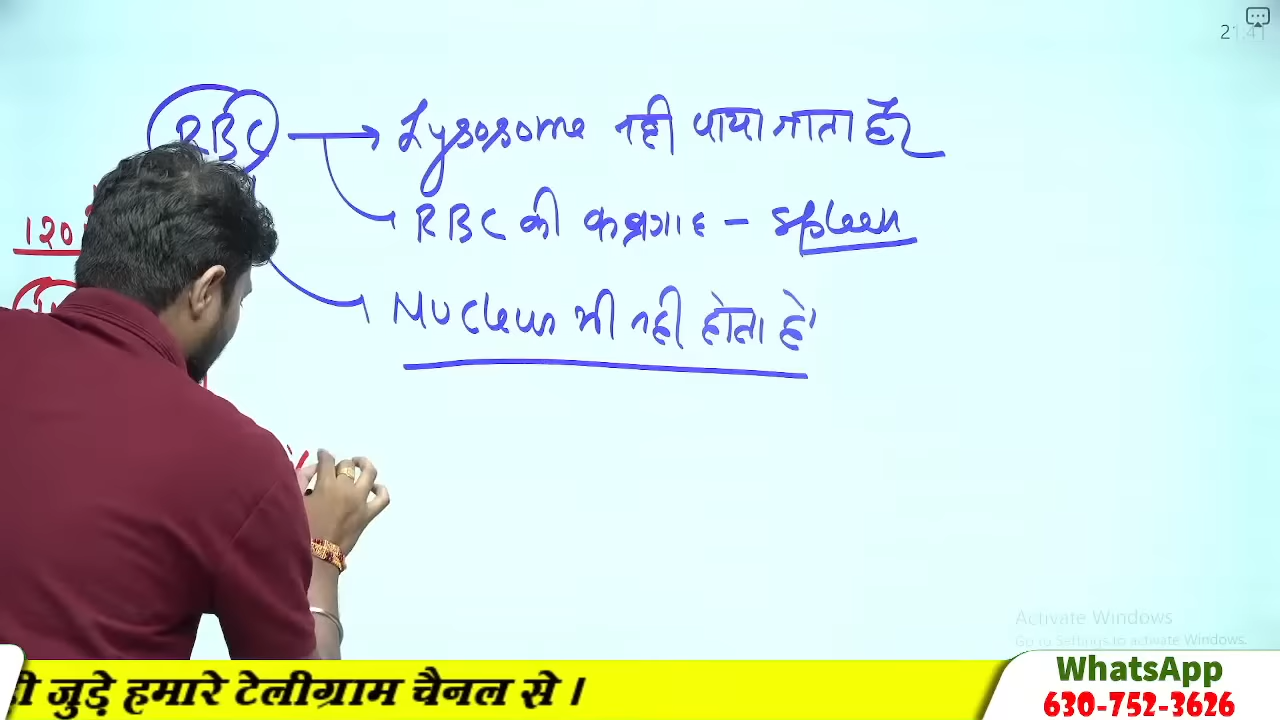 RBC → Lysosome नही पाया जाता है
RBC की कब्रगाह - Spleen
120
Nucleus भी नही होता है
Activate Windows
Go to Settings to activate Windows.
जुड़े हमारे टेलीग्राम चैनल से ।
WhatsApp
630-752-3626